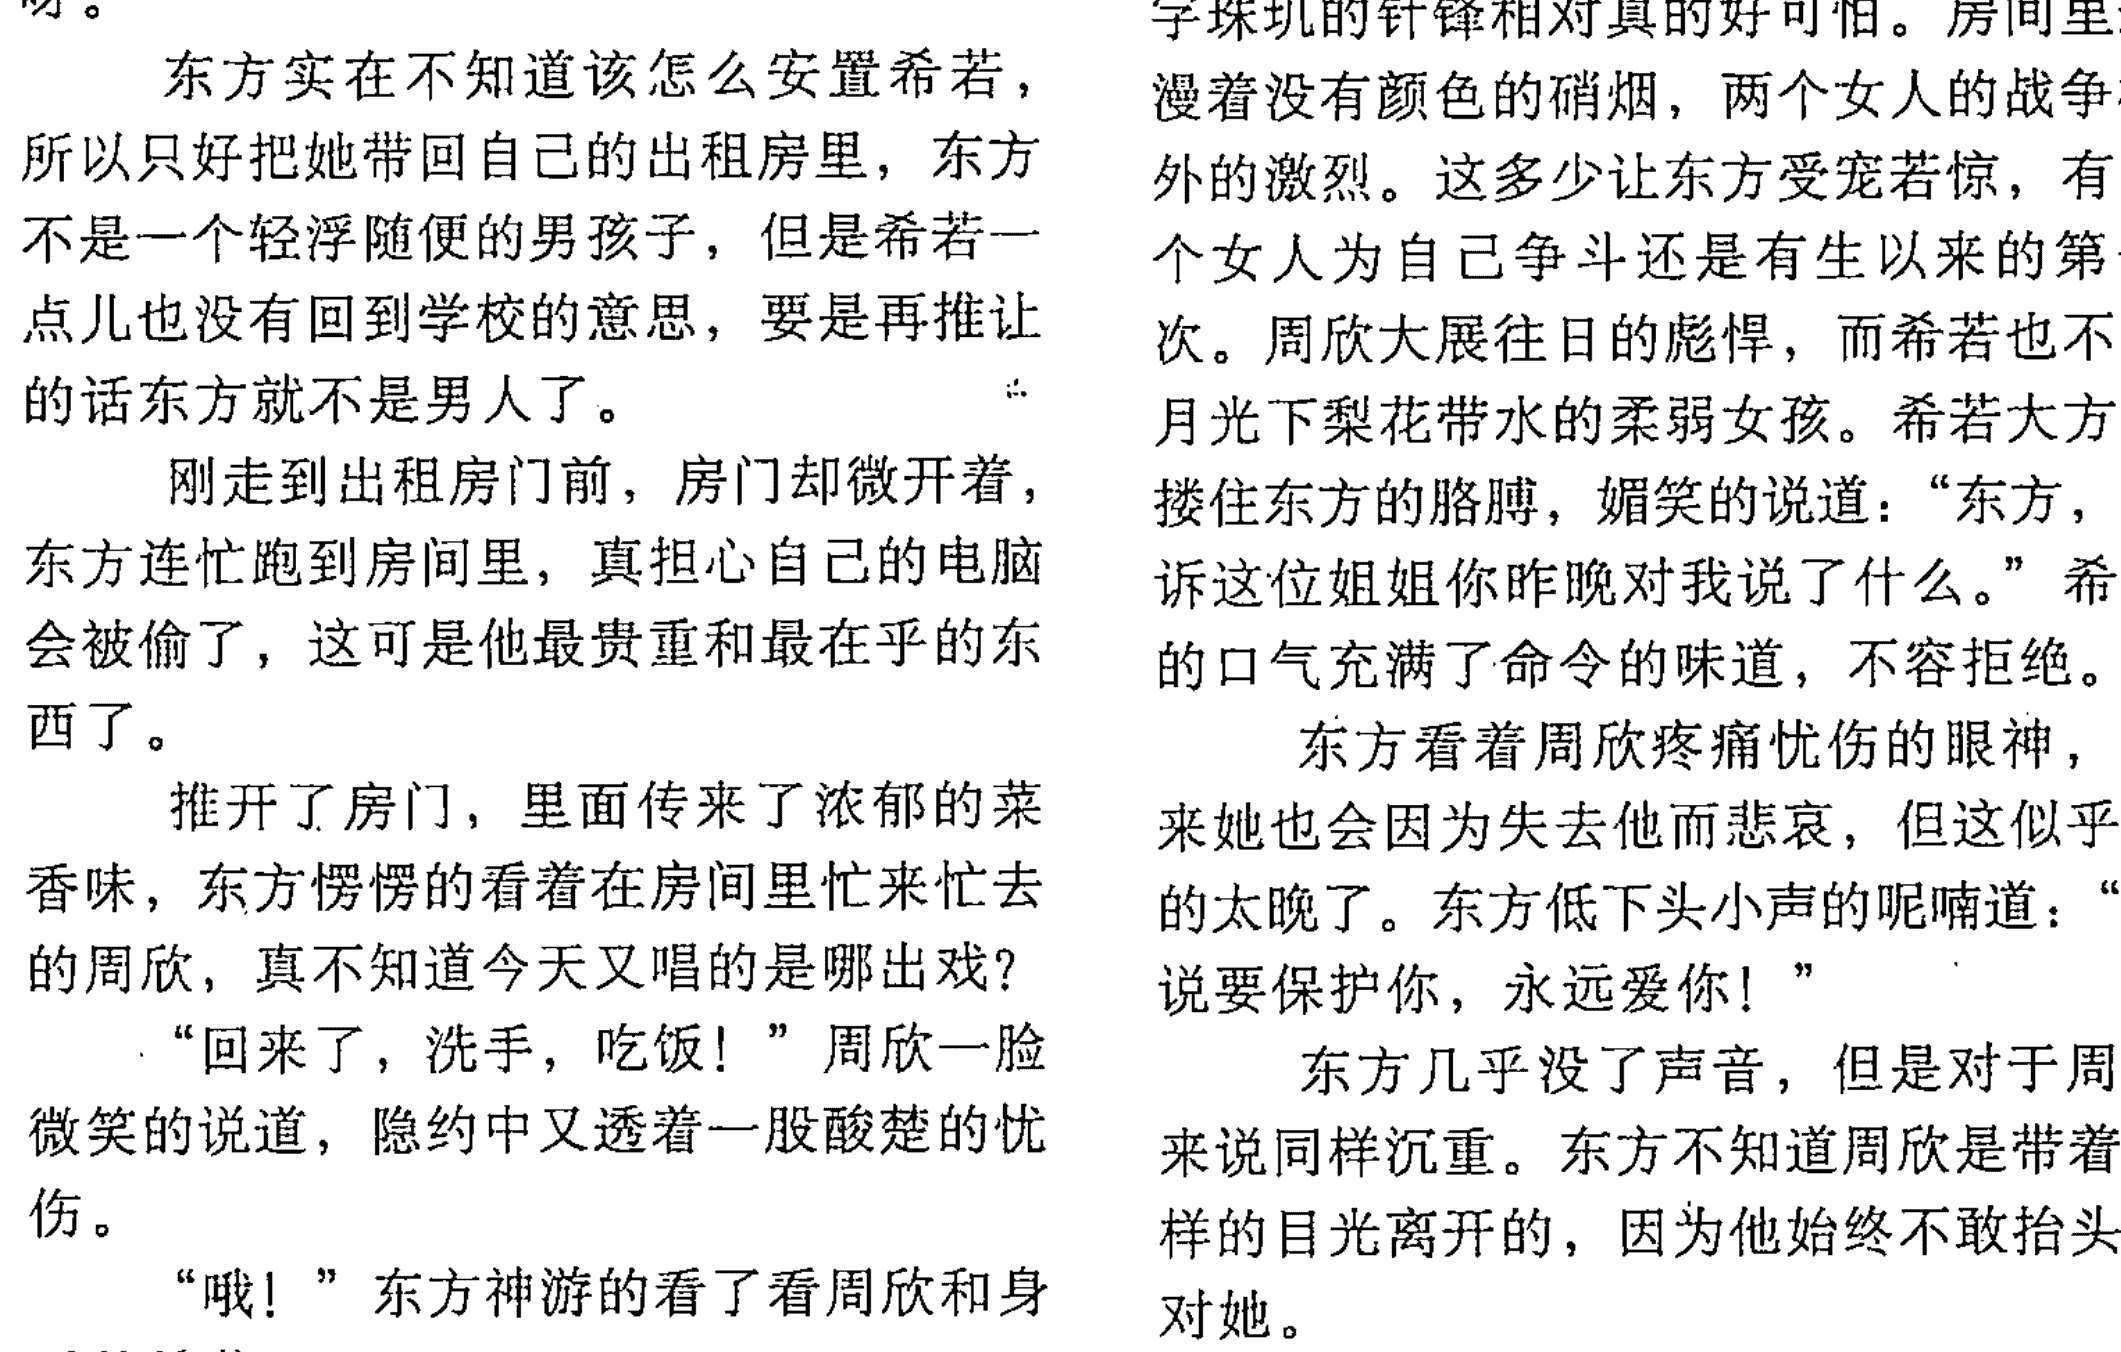 呀。
东方实在不知道该怎么安置希若，
所以只好把她带回自己的出租房里，东方
不是一个轻浮随便的男孩子，但是希若一
点儿也没有回到学校的意思，要是再推让
的话东方就不是男人了。
刚走到出租房门前，房门却微开着，
东方连忙跑到房间里，真担心自己的电脑
会被偷了，这可是他最贵重和最在乎的东
西了。
推开了房门，里面传来了浓郁的菜
香味，东方愣愣的看着在房间里忙来忙去
的周欣，真不知道今天又唱的是哪出戏？
“回来了，洗手，吃饭！”周欣一脸
微笑的说道，隐约中又透着一股酸楚的忧
伤。
“哦！”东方神游的看了看周欣和身
字珠玑的针锋相对真的好可怕。房间里
漫着没有颜色的硝烟，两个女人的战争
外的激烈。这多少让东方受宠若惊，有
个女人为自己争斗还是有生以来的第
次。周欣大展往日的彪悍，而希若也不
月光下梨花带水的柔弱女孩。希若大方
搂住东方的胳膊，媚笑的说道：“东方，
诉这位姐姐你昨晚对我说了什么。”希
的口气充满了命令的味道，不容拒绝。
东方看着周欣疼痛忧伤的眼神，
来她也会因为失去他而悲哀，但这似乎
的太晚了。东方低下头小声的呢喃道：“
说要保护你，永远爱你！”
东方几乎没了声音，但是对于周
来说同样沉重。东方不知道周欣是带着
样的目光离开的，因为他始终不敢抬头
对她。